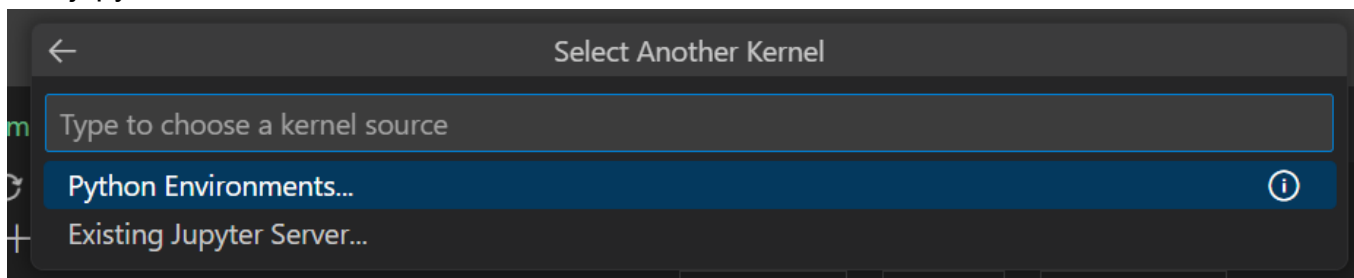 Select Another Kernel
m
Type to choose a kernel source
Python Environments...
Existing Jupyter Server...